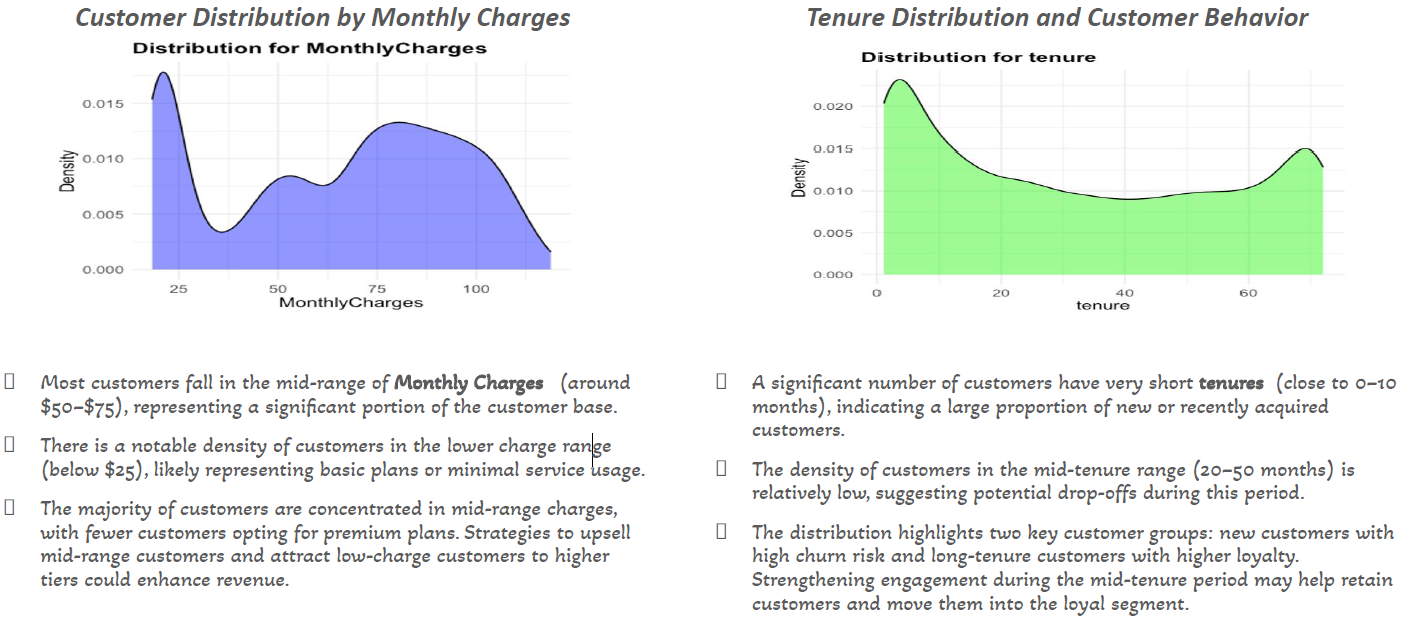 Customer Distribution by Monthly Charges
Distribution for MonthlyCharges
Density
0.015
0.010
0.005
0.000
25 50 75 100
MonthlyCharges
Most customers fall in the mid-range of Monthly Charges (around
$50–$75), representing a significant portion of the customer base.
There is a notable density of customers in the lower charge range
(below $25), likely representing basic plans or minimal service usage.
The majority of customers are concentrated in mid-range charges,
with fewer customers opting for premium plans. Strategies to upsell
mid-range customers and attract low-charge customers to higher
tiers could enhance revenue.
Tenure Distribution and Customer Behavior
Distribution for tenure
Density
0.020
0.015
0.010
0.005
0.000
0 20 40 60
tenure
A significant number of customers have very short tenures (close to 0–10
months), indicating a large proportion of new or recently acquired
customers.
The density of customers in the mid-tenure range (20–50 months) is
relatively low, suggesting potential drop-offs during this period.
The distribution highlights two key customer groups: new customers with
high churn risk and long-tenure customers with higher loyalty.
Strengthening engagement during the mid-tenure period may help retain
customers and move them into the loyal segment.